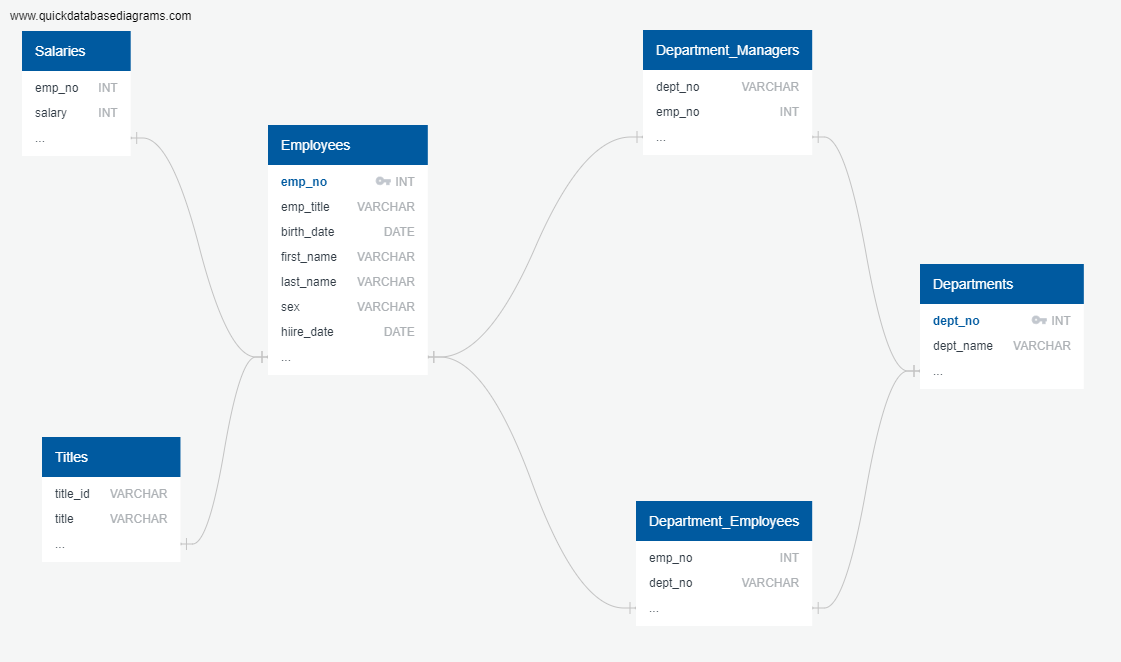 www.quickdatabasediagrams.com
Salaries
emp_no INT
salary INT
...
Employees
emp_no INT
emp_title VARCHAR
birth_date DATE
first_name VARCHAR
last_name VARCHAR
sex VARCHAR
hiire_date DATE
...
Titles
title_id VARCHAR
title VARCHAR
...
Department_Managers
dept_no VARCHAR
emp_no INT
...
Departments
dept_no INT
dept_name VARCHAR
...
Department_Employees
emp_no INT
dept_no VARCHAR
...